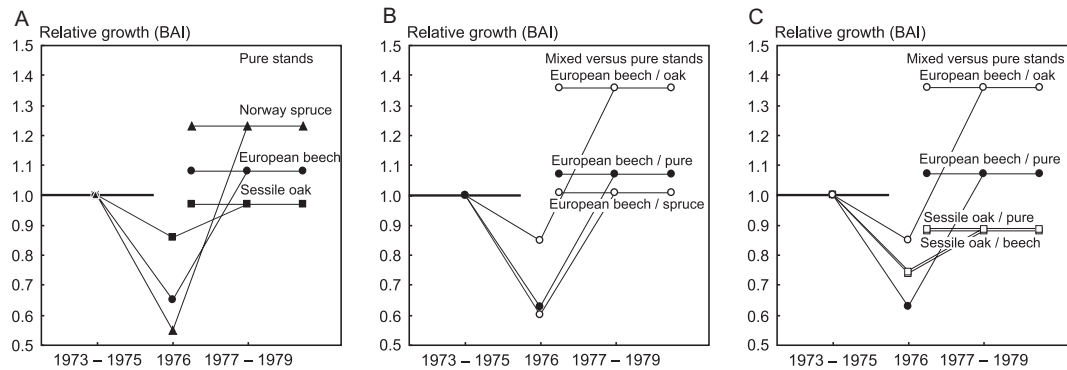 A
Relative growth (BAI)
1.5
1.4
1.3
1.2
1.1
1.0
0.9
0.8
0.7
0.6
0.5
Pure stands
Norway spruce
European beech
Sessile oak
1973 – 1975 1976 1977 – 1979
B
Relative growth (BAI)
1.5
1.4
1.3
1.2
1.1
1.0
0.9
0.8
0.7
0.6
0.5
Mixed versus pure stands
European beech / oak
European beech / pure
European beech / spruce
1973 – 1975 1976 1977 – 1979
C
Relative growth (BAI)
1.5
1.4
1.3
1.2
1.1
1.0
0.9
0.8
0.7
0.6
0.5
Mixed versus pure stands
European beech / oak
European beech / pure
Sessile oak / pure
Sessile oak / beech
1973 – 1975 1976 1977 – 1979